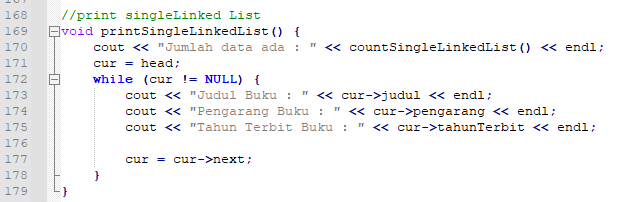 168 //print singleLinked List
169 void printSingleLinkedList() {
170 cout << "Jumlah data ada : " << countSingleLinkedList() << endl;
171 cur = head;
172 while (cur != NULL) {
173 cout << "Judul Buku : " << cur->judul << endl;
174 cout << "Pengarang Buku : " << cur->pengarang << endl;
175 cout << "Tahun Terbit Buku : " << cur->tahunTerbit << endl;
176
177 cur = cur->next;
178 }
179 }